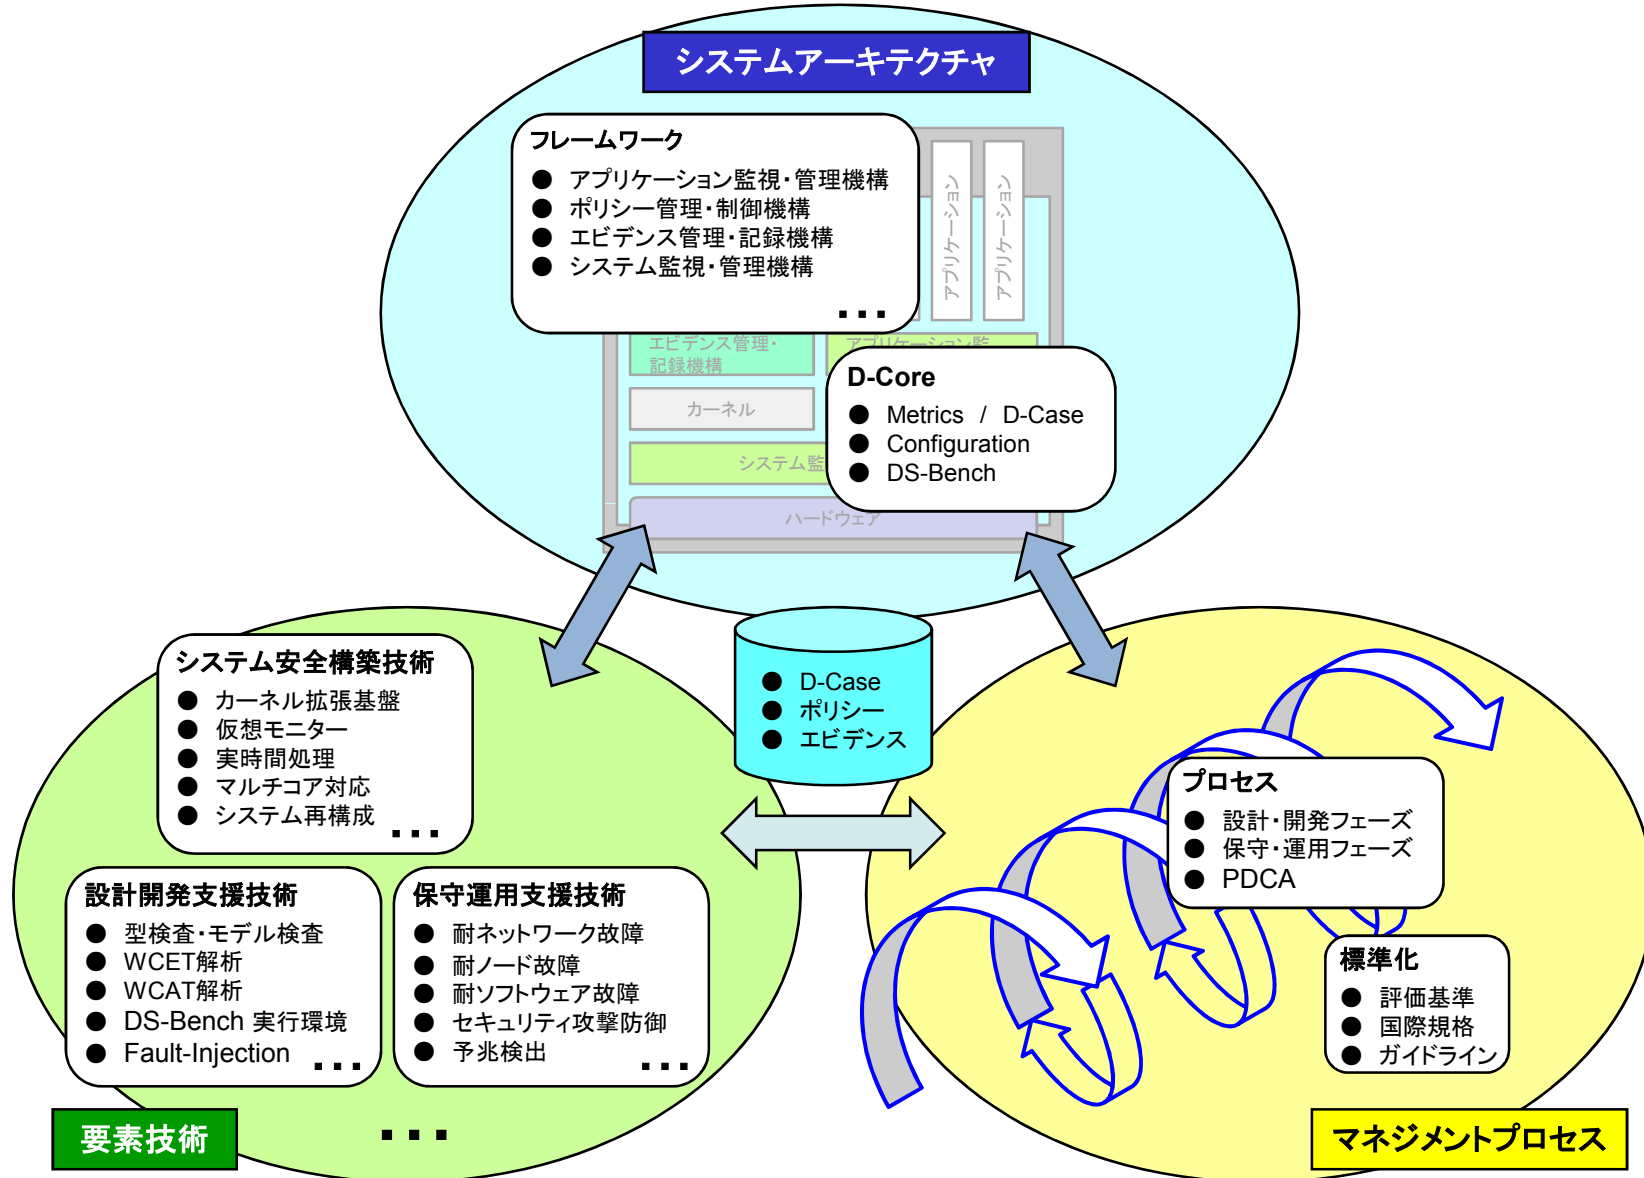 システムアーキテクチャ
フレームワーク
● アプリケーション監視・管理機構
● ポリシー管理・制御機構
● エビデンス管理・記録機構
● システム監視・管理機構
...
アプリケーション
アプリケーション
エビデンス管理・
記録機構
アプリケーション監
カーネル
システム監
ハードウェア
D-Core
● Metrics / D-Case
● Configuration
● DS-Bench
● D-Case
● ポリシー
● エビデンス
システム安全構築技術
● カーネル拡張基盤
● 仮想モニター
● 実時間処理
● マルチコア対応
● システム再構成
...
設計開発支援技術
● 型検査・モデル検査
● WCET解析
● WCAT解析
● DS-Bench 実行環境
● Fault-Injection
...
保守運用支援技術
● 耐ネットワーク故障
● 耐ノード故障
● 耐ソフトウェア故障
● セキュリティ攻撃防御
● 予兆検出
...
要素技術
...
プロセス
● 設計・開発フェーズ
● 保守・運用フェーズ
● PDCA
標準化
● 評価基準
● 国際規格
● ガイドライン
マネジメントプロセス